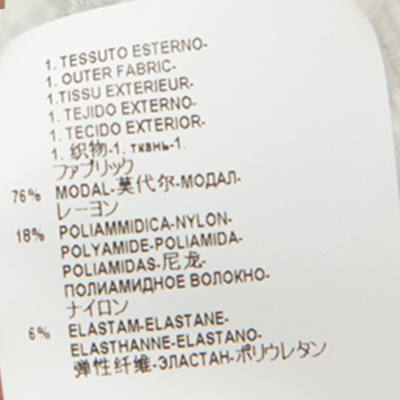 1. TESSUTO ESTERNO-
1. OUTER FABRIC-
1.TISSU EXTERIEUR-
1. TEJIDO EXTERNO-
1. TECIDO EXTERIOR-
1. 织物-1. ткань-1.
ファブリック
76% MODAL-莫代尔-МОДАЛ-
レーヨン
18% POLIAMMIDICA-NYLON-
POLYAMIDE-POLIAMIDA-
POLIAMIDAS-尼龙-
ПОЛИАМИДНОЕ ВОЛОКНО-
ナイロン
6% ELASTAM-ELASTANE-
ELASTHANNE-ELASTANO-
弹性纤维-ЭЛАСТАН-ポリウレタン